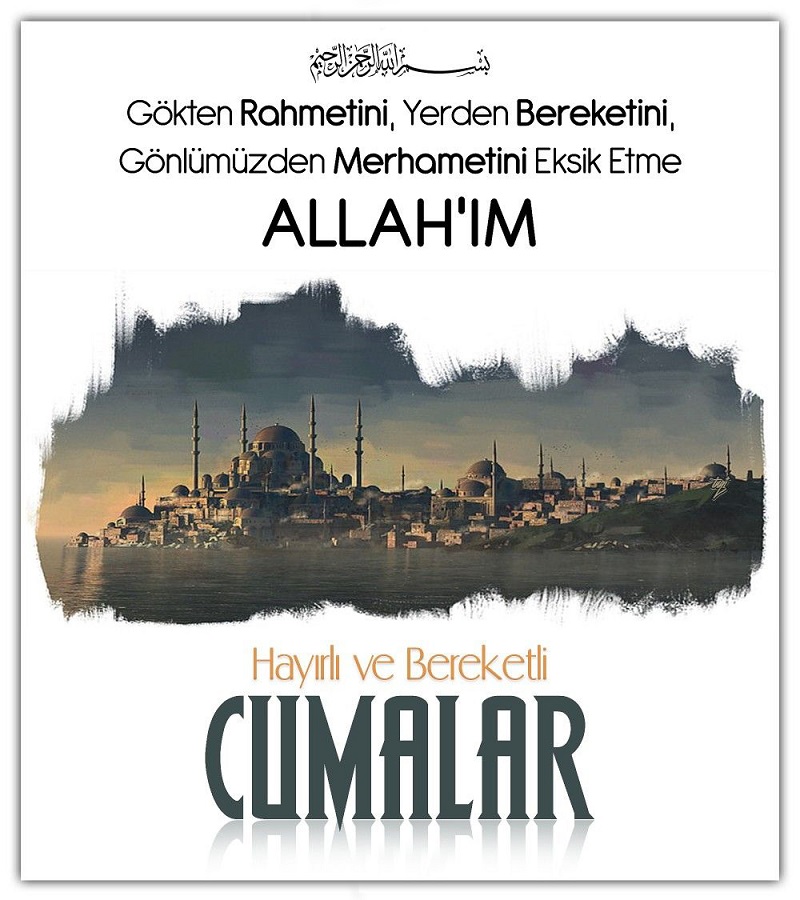 بسم الله الرحمن الرحيم
Gökten Rahmetini, Yerden Bereketini,
Gönlümüzden Merhametini Eksik Etme
ALLAH'IM
Hayırlı ve Bereketli
CUMALAR